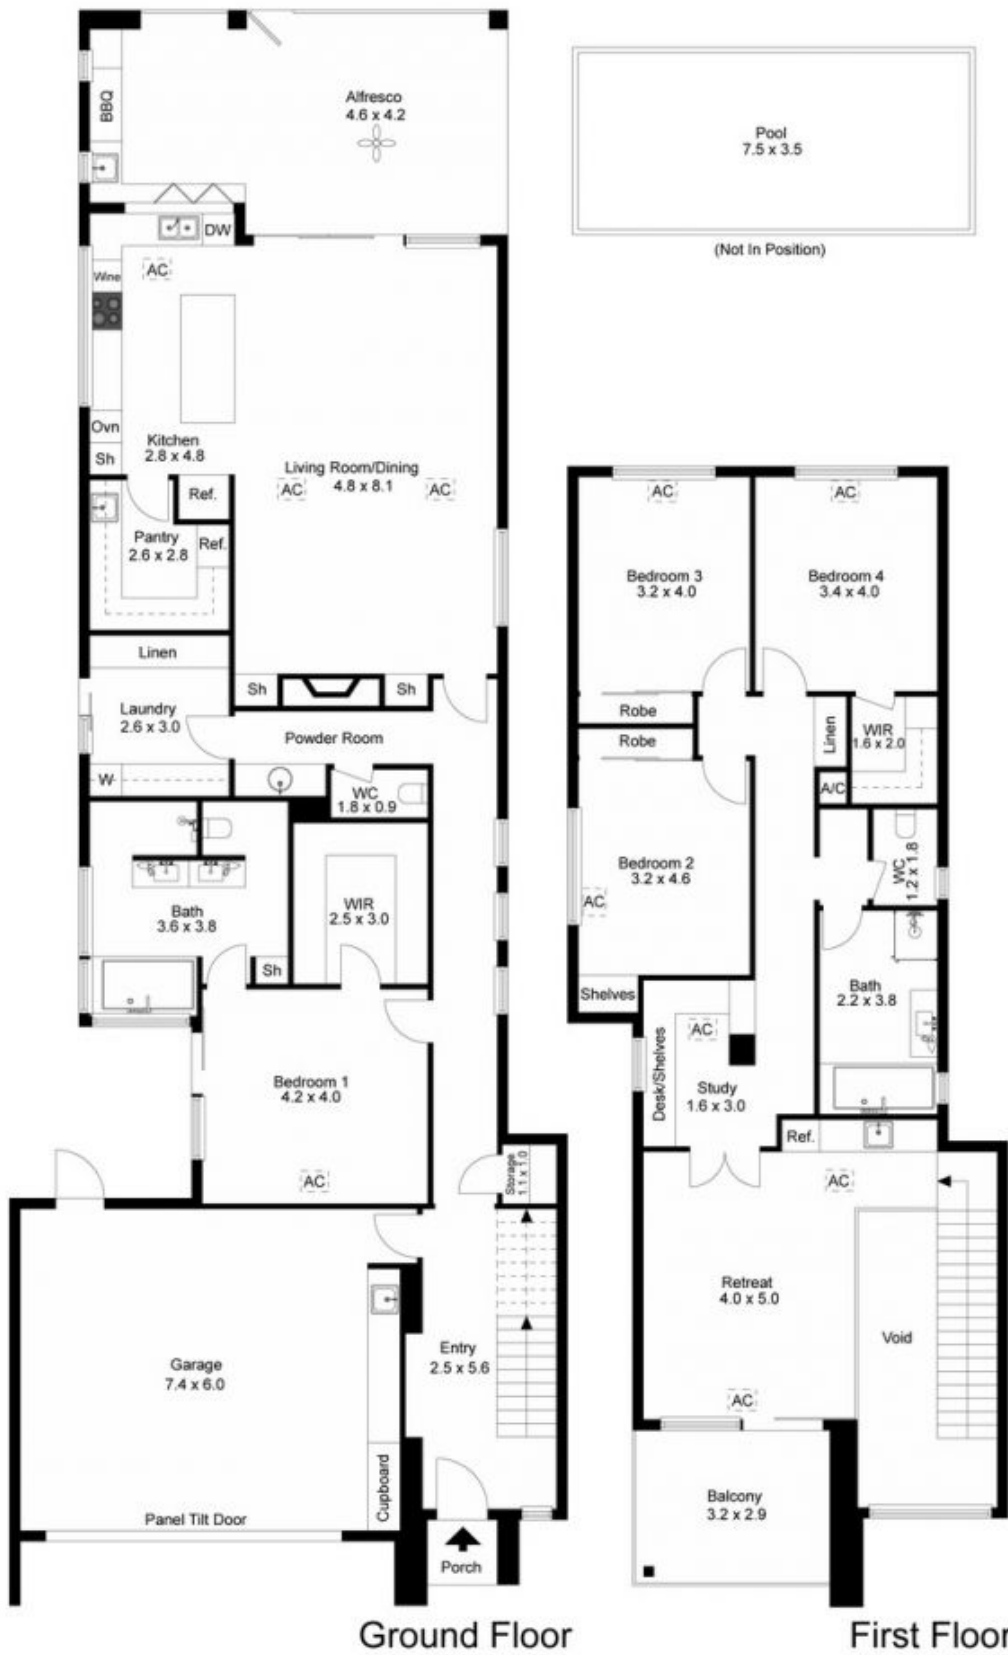 BBQ
Alfresco
4.6 x 4.2
DW
AC
Wine
Ovn
Sh
Kitchen
2.8 x 4.8
Living Room/Dining
4.8 x 8.1
AC
AC
Ref.
Pantry
2.6 x 2.8
Ref.
Linen
Sh
Sh
Laundry
2.6 x 3.0
Powder Room
W
WC
1.8 x 0.9
Bath
3.6 x 3.8
WIR
2.5 x 3.0
Sh
Bedroom 1
4.2 x 4.0
AC
Storage
1.1 x 1.0
Garage
7.4 x 6.0
Entry
2.5 x 5.6
Cupboard
Panel Tilt Door
Porch
Ground Floor
Pool
7.5 x 3.5
(Not In Position)
AC
AC
Bedroom 3
3.2 x 4.0
Bedroom 4
3.4 x 4.0
Robe
Robe
Linen
WIR
1.6 x 2.0
A/C
Bedroom 2
3.2 x 4.6
AC
WC
1.2 x 1.8
Shelves
Bath
2.2 x 3.8
Desk/Shelves
AC
Study
1.6 x 3.0
Ref.
AC
Retreat
4.0 x 5.0
Void
AC
Balcony
3.2 x 2.9
First Floor